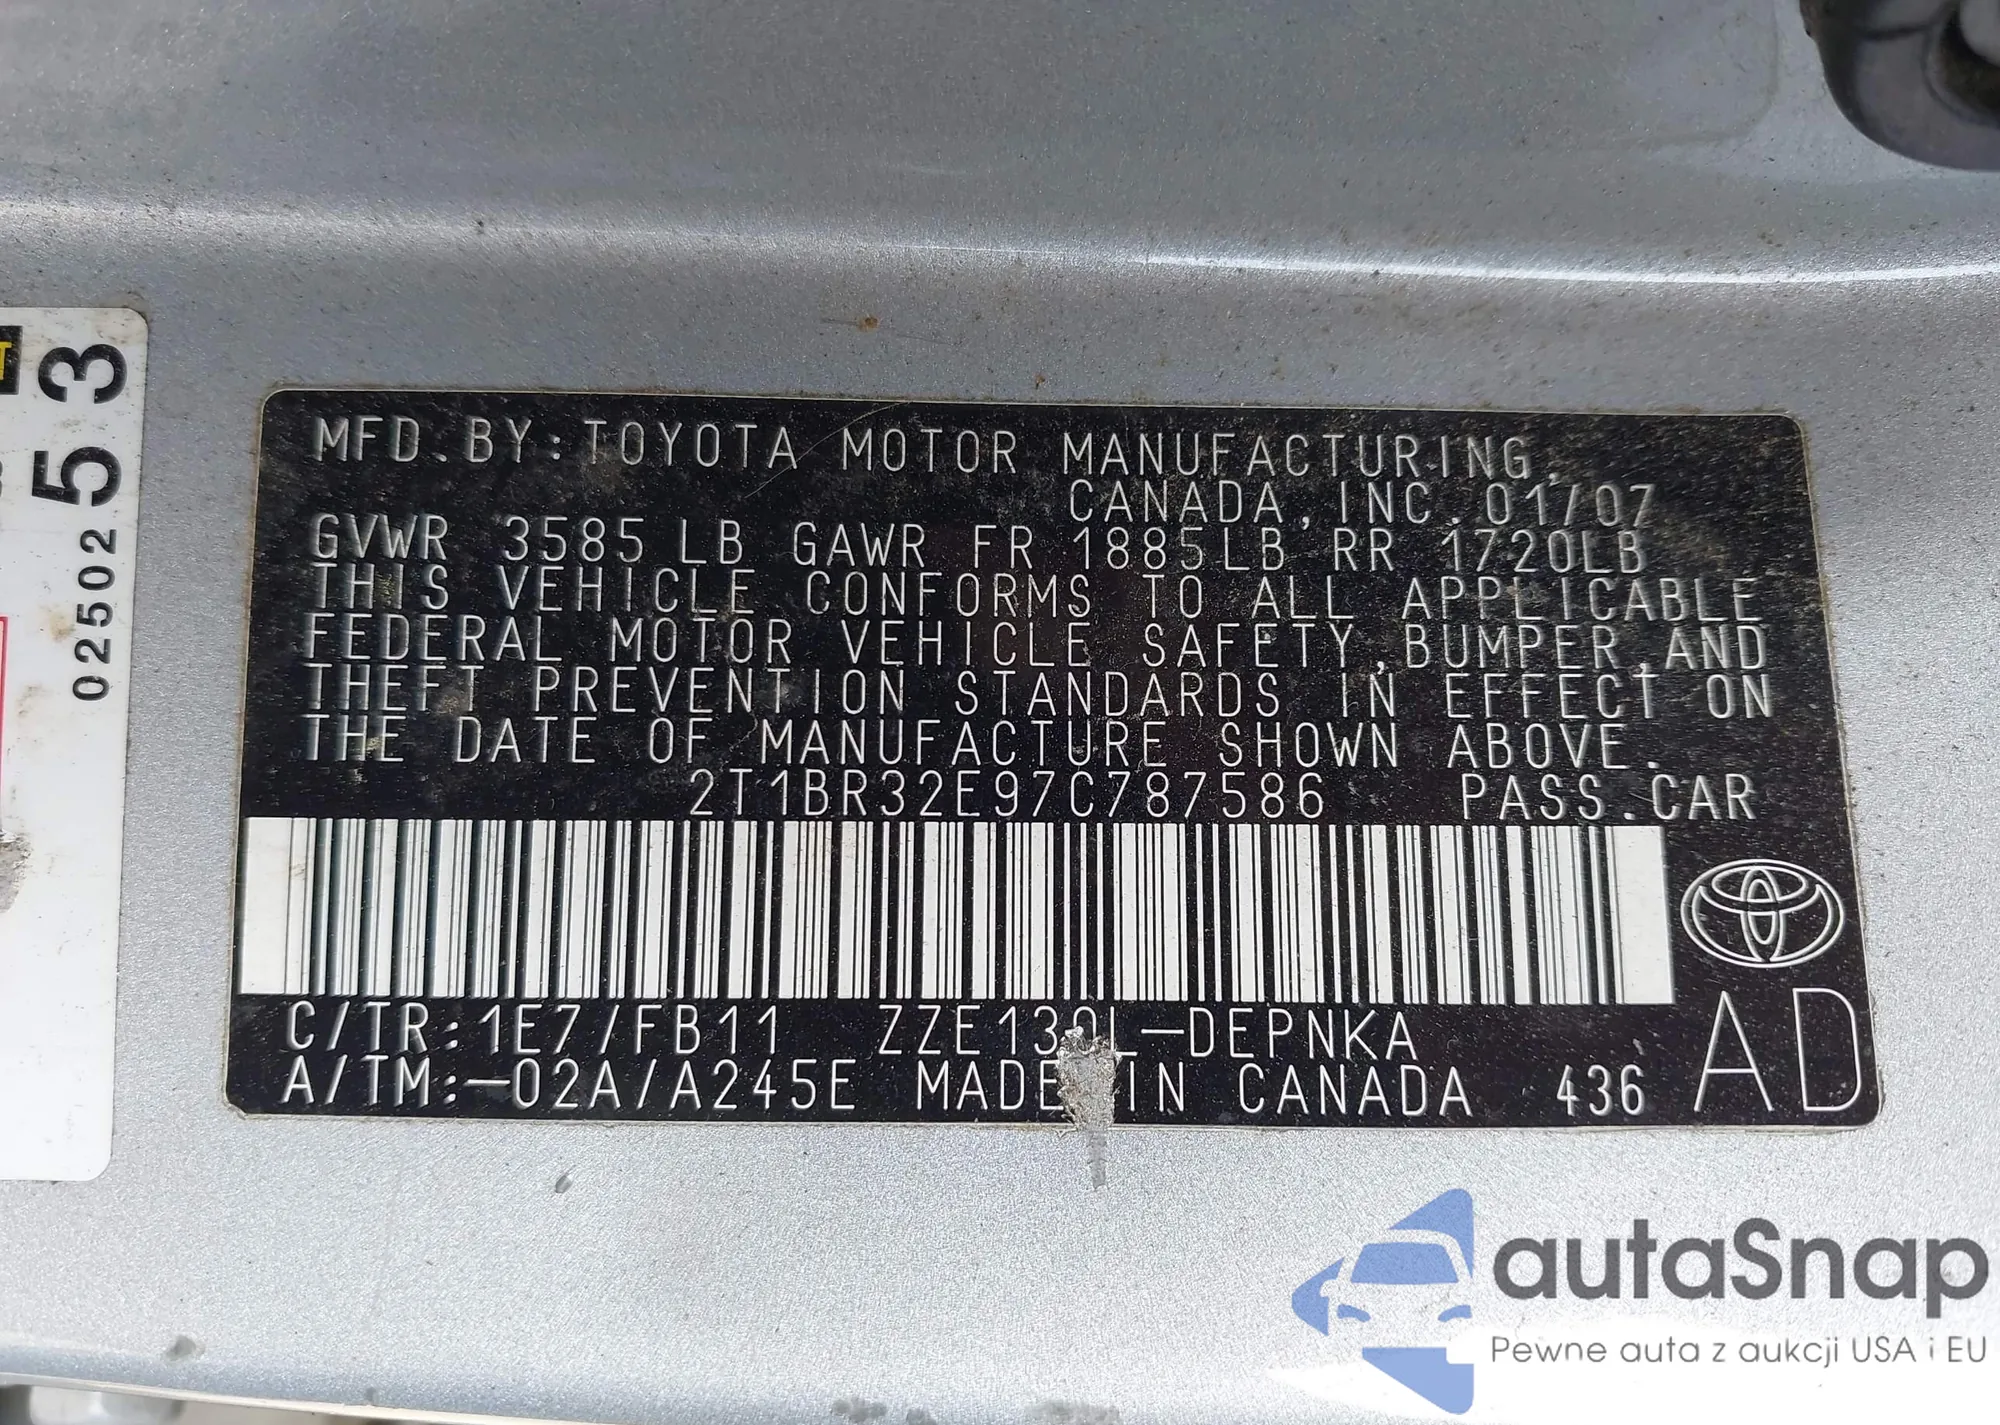 53
02502
MFD.BY:TOYOTA MOTOR MANUFACTURING,
CANADA,INC.01/07
GVWR 3585 LB GAWR FR 1885LB RR 1720LB
THIS VEHICLE CONFORMS TO ALL APPLICABLE
FEDERAL MOTOR VEHICLE SAFETY,BUMPER,AND
THEFT PREVENTION STANDARDS IN EFFECT ON
THE DATE OF MANUFACTURE SHOWN ABOVE.
2T1BR32E97C787586 PASS.CAR
C/TR:1E7/FB11 ZZE130L-DEPNKA
A/TM:-02A/A245E MADE IN CANADA 436
AD
autaSnap
Pewne auta z aukcji USA i EU